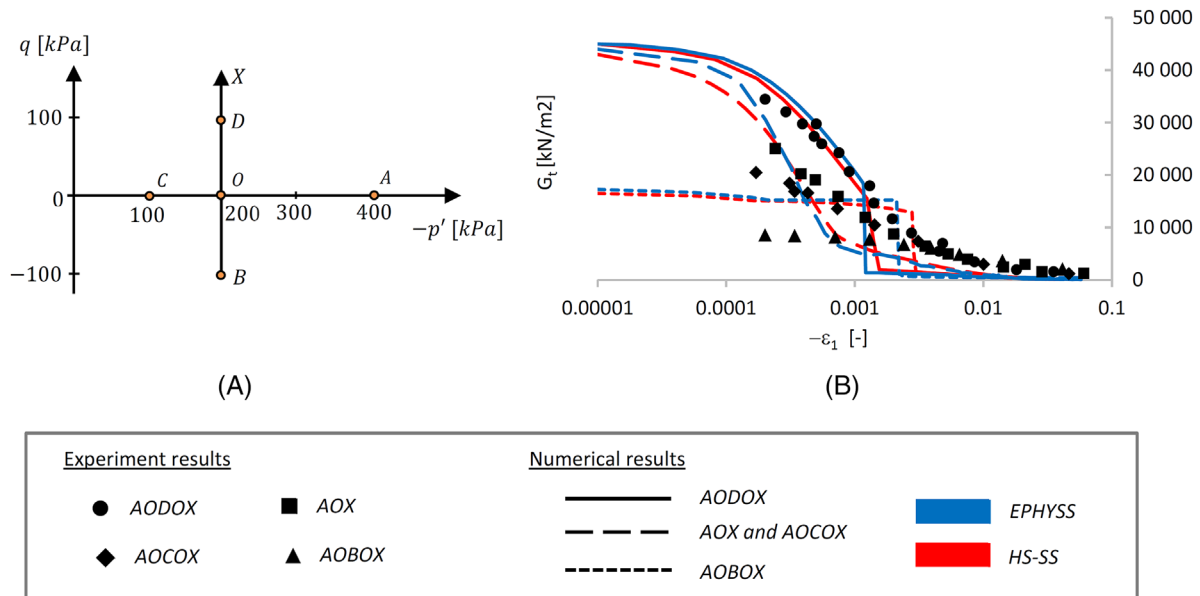 q [kPa]
X
100
D
C
O
A
0
100
200
300
400
−p′ [kPa]
−100
B
(A)
50 000
40 000
30 000
20 000
10 000
0
Gt [kN/m2]
0.00001
0.0001
0.001
0.01
0.1
−ε1 [-]
(B)
Experiment results
AODOX
AOX
AOCOX
AOBOX
Numerical results
AODOX
AOX and AOCOX
AOBOX
EPHYSS
HS-SS